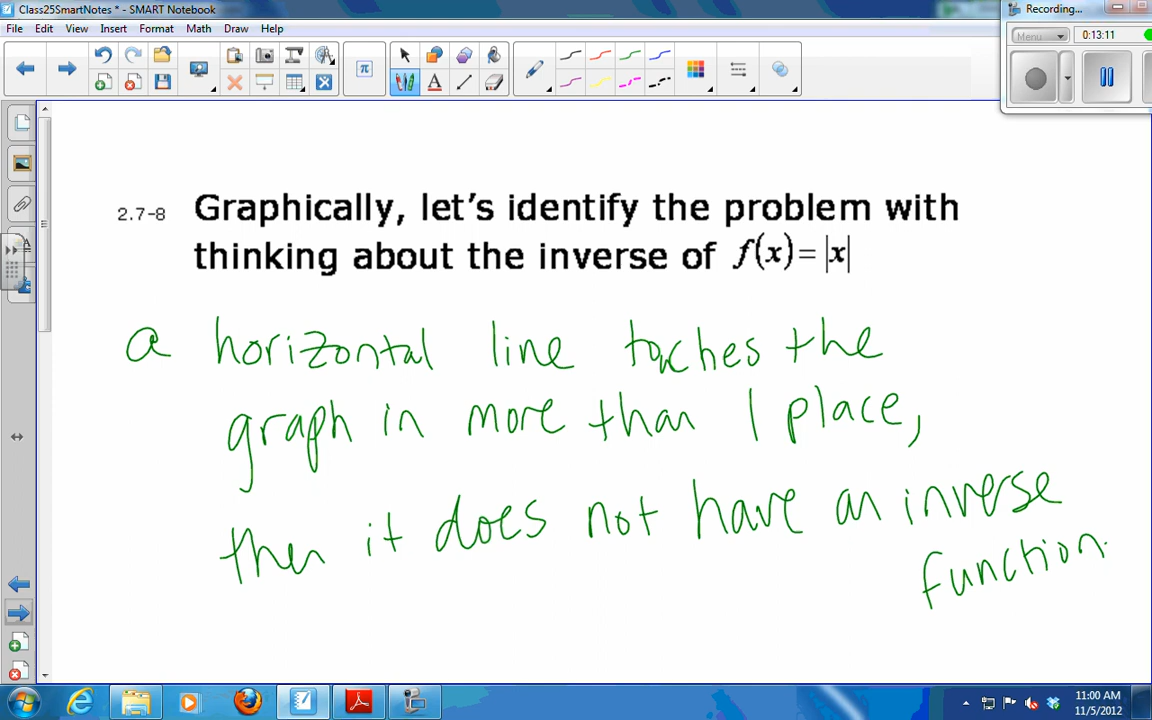 Class25SmartNotes * - SMART Notebook
Recording...
File Edit View Insert Format Math Draw Help
Menu
0:13:11
2.7-8 Graphically, let's identify the problem with
thinking about the inverse of f(x)=|x|
a horizontal line touches the
graph in more than 1 place,
then it does not have an inverse
function.
11:00 AM
11/5/2012